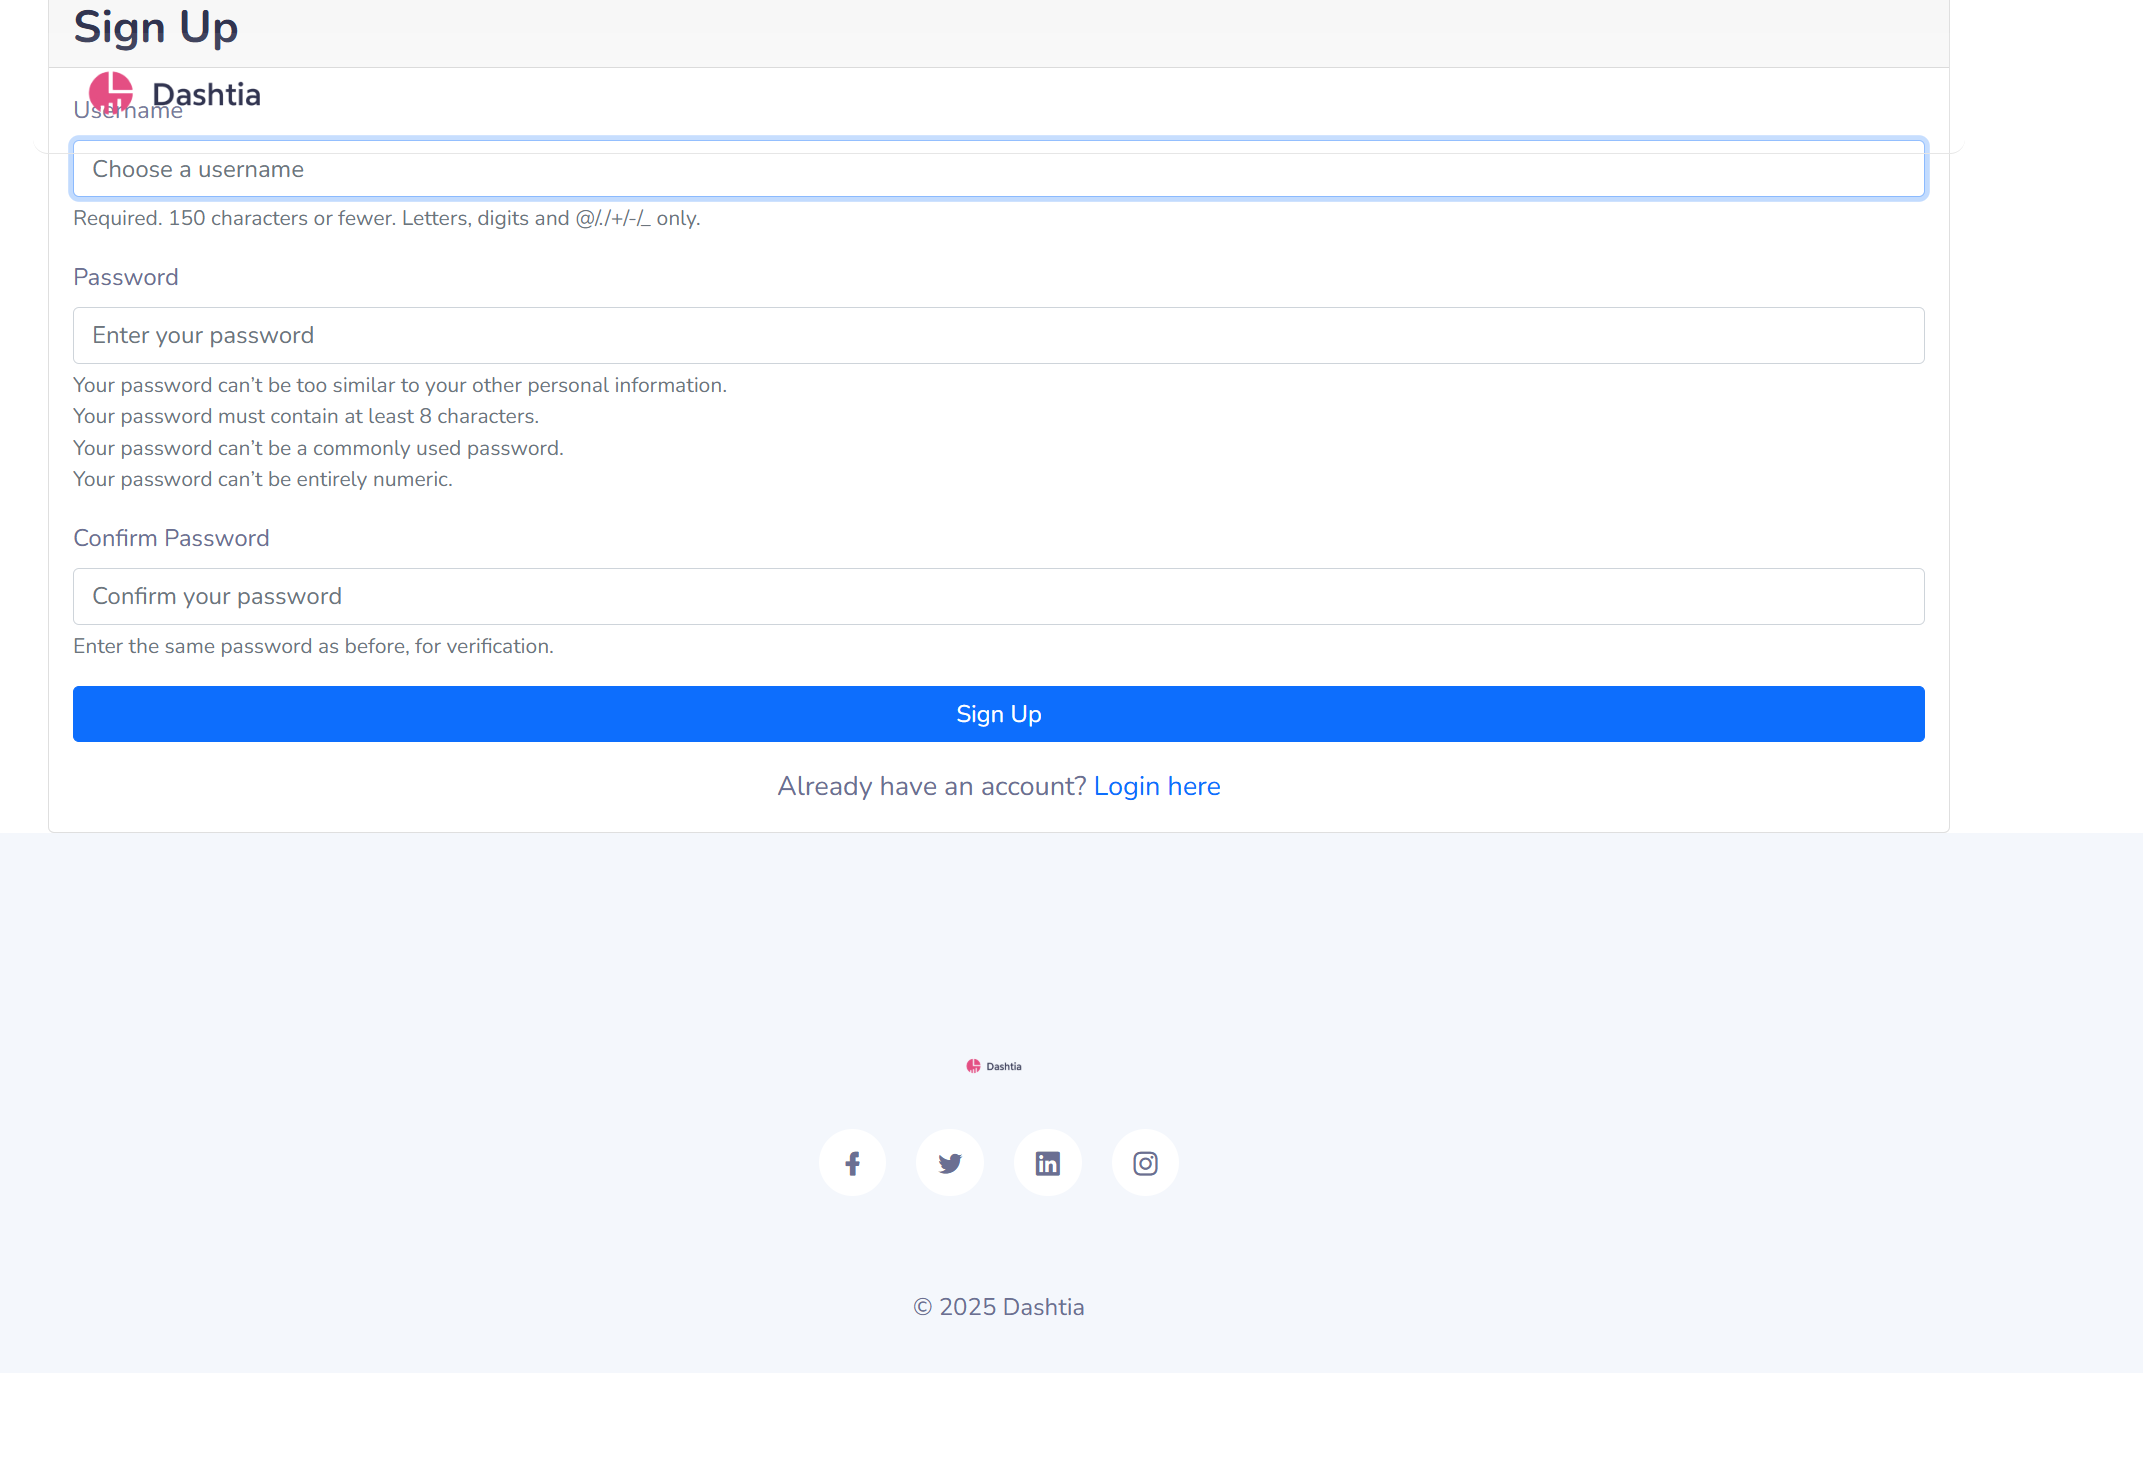 Sign Up
Dashtia
Username
Choose a username
Required. 150 characters or fewer. Letters, digits and @/./+/-/_ only.
Password
Enter your password
Your password can’t be too similar to your other personal information.
Your password must contain at least 8 characters.
Your password can’t be a commonly used password.
Your password can’t be entirely numeric.
Confirm Password
Confirm your password
Enter the same password as before, for verification.
Sign Up
Already have an account? Login here
Dashtia
© 2025 Dashtia